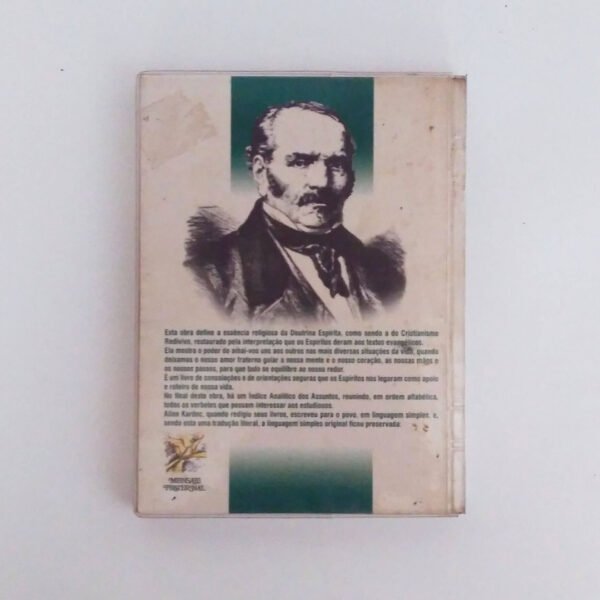 Esta obra define a essência religiosa da Doutrina Espírita, como sendo a do Cristianismo
Redivivo, restaurado pela interpretação que os Espíritos deram aos textos evangélicos.
Ela mostra o poder do amai-vos uns aos outros nas mais diversas situações da vida, quando
deixamos o nosso amor fraterno guiar a nossa mente e o nosso coração, as nossas mãos e
os nossos passos, para que tudo se equilibre ao nosso redor.
É um livro de consolações e de orientações seguras que os Espíritos nos legaram como apoio
e roteiro de nossa vida.
No final desta obra, há um Índice Analítico dos Assuntos, reunindo, em ordem alfabética,
todos os verbetes que possam interessar aos estudiosos.
Allan Kardec, quando redigiu seus livros, escreveu para o povo, em linguagem simples, e,
sendo esta uma tradução literal, a linguagem simples original ficou preservada.
MENSAGEM
FRATERNAL